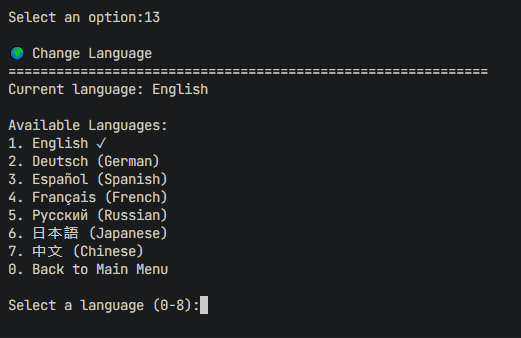 Select an option:13
🌍 Change Language
============================================================
Current language: English
Available Languages:
1. English ✓
2. Deutsch (German)
3. Español (Spanish)
4. Français (French)
5. Русский (Russian)
6. 日本語 (Japanese)
7. 中文 (Chinese)
0. Back to Main Menu
Select a language (0-8):